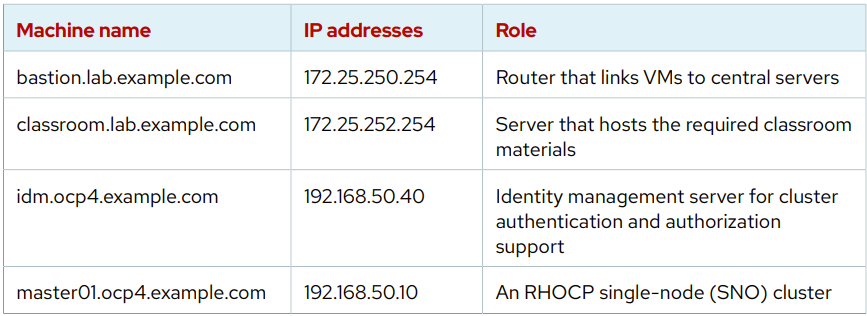 Machine name IP addresses Role
bastion.lab.example.com 172.25.250.254 Router that links VMs to central servers
classroom.lab.example.com 172.25.252.254 Server that hosts the required classroom
materials
idm.ocp4.example.com 192.168.50.40 Identity management server for cluster
authentication and authorization
support
master01.ocp4.example.com 192.168.50.10 An RHOCP single-node (SNO) cluster